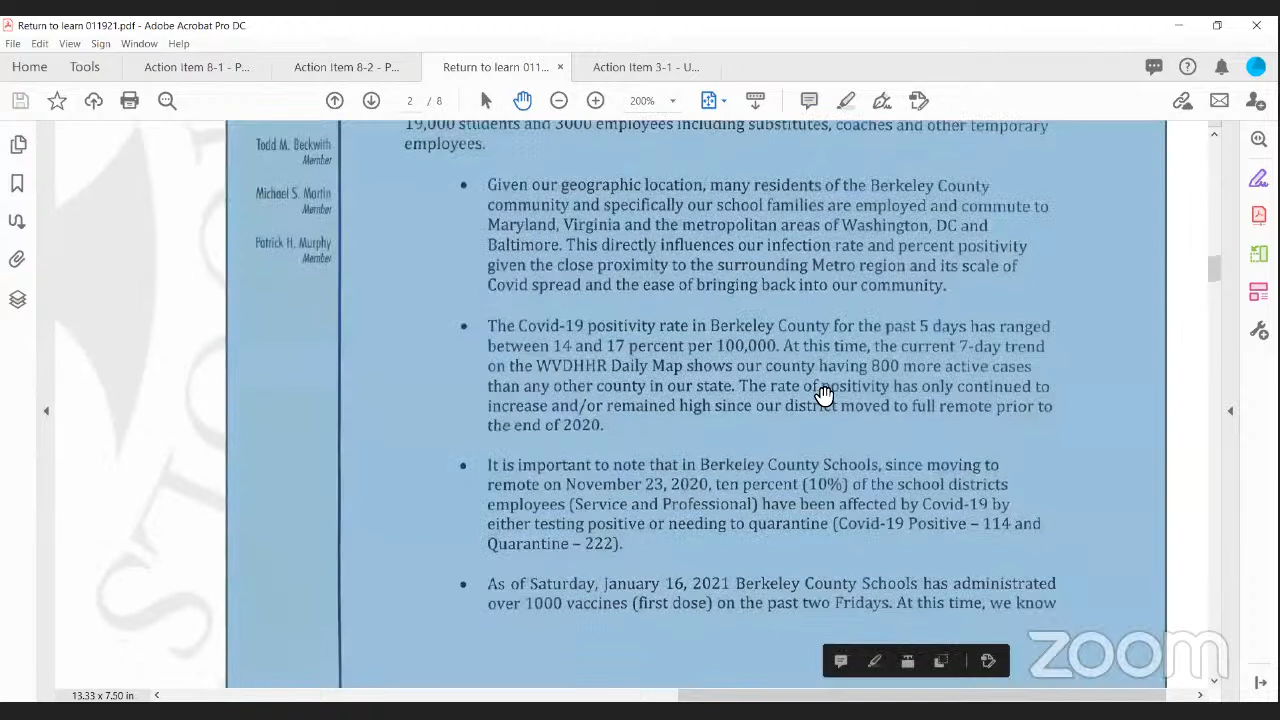 Return to learn 011921.pdf - Adobe Acrobat Pro DC
File Edit View Sign Window Help
Home Tools Action Item 8-1 - P... Action Item 8-2 - P... Return to learn 011... × Action Item 3-1 - U...
2 / 8 200%
19,000 students and 3000 employees including substitutes, coaches and other temporary
employees.
Todd M. Beckwith
Member
Michael S. Martin
Member
Patrick H. Murphy
Member
• Given our geographic location, many residents of the Berkeley County
community and specifically our school families are employed and commute to
Maryland, Virginia and the metropolitan areas of Washington, DC and
Baltimore. This directly influences our infection rate and percent positivity
given the close proximity to the surrounding Metro region and its scale of
Covid spread and the ease of bringing back into our community.
• The Covid-19 positivity rate in Berkeley County for the past 5 days has ranged
between 14 and 17 percent per 100,000. At this time, the current 7-day trend
on the WVDHHR Daily Map shows our county having 800 more active cases
than any other county in our state. The rate of positivity has only continued to
increase and/or remained high since our district moved to full remote prior to
the end of 2020.
• It is important to note that in Berkeley County Schools, since moving to
remote on November 23, 2020, ten percent (10%) of the school districts
employees (Service and Professional) have been affected by Covid-19 by
either testing positive or needing to quarantine (Covid-19 Positive – 114 and
Quarantine – 222).
• As of Saturday, January 16, 2021 Berkeley County Schools has administrated
over 1000 vaccines (first dose) on the past two Fridays. At this time, we know
zoom
13.33 x 7.50 in